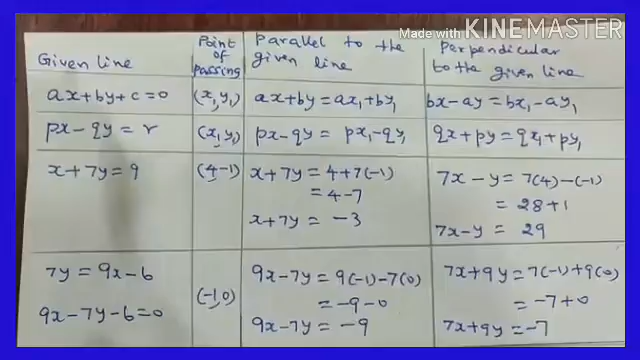 Made with KINEMASTER
Given line | Point of passing | Parallel to the given line | Perpendicular to the given line
ax+by+c=0 | (x₁,y₁) | ax+by=ax₁+by₁ | bx-ay=bx₁-ay₁
px-qy=r | (x₁,y₁) | px-qy=px₁-qy₁ | qx+py=qx₁+py₁
x+7y=9 | (4,-1) | x+7y=4+7(-1) | 7x-y=7(4)-(-1)
=4-7 | =28+1
x+7y=-3 | 7x-y=29
7y=9x-6 | (-1,0) | 9x-7y=9(-1)-7(0) | 7x+9y=7(-1)+9(0)
9x-7y-6=0 | =-9-0 | =-7+0
9x-7y=-9 | 7x+9y=-7